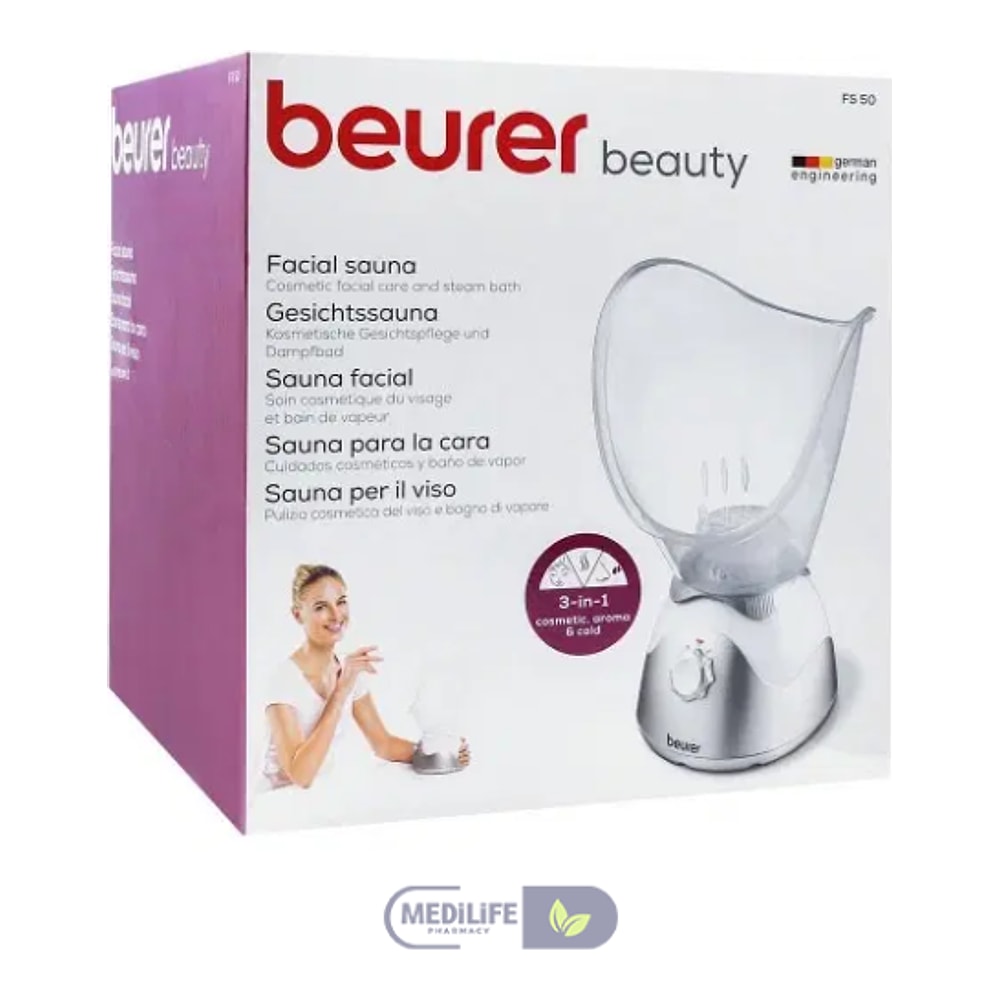 beurer beauty
FS 50
german
engineering
Facial sauna
Cosmetic facial care and steam bath
Gesichtssauna
Kosmetische Gesichtspflege und
Dampfbad
Sauna facial
Soin cosmétique du visage
et bain de vapeur
Sauna para la cara
Cuidados cosméticos y baño de vapor
Sauna per il viso
Pulizia cosmetica del viso e bagno di vapore
3-in-1
cosmetic, aroma
& cold
beurer
beurer beauty
MEDiLiFE
PHARMACY